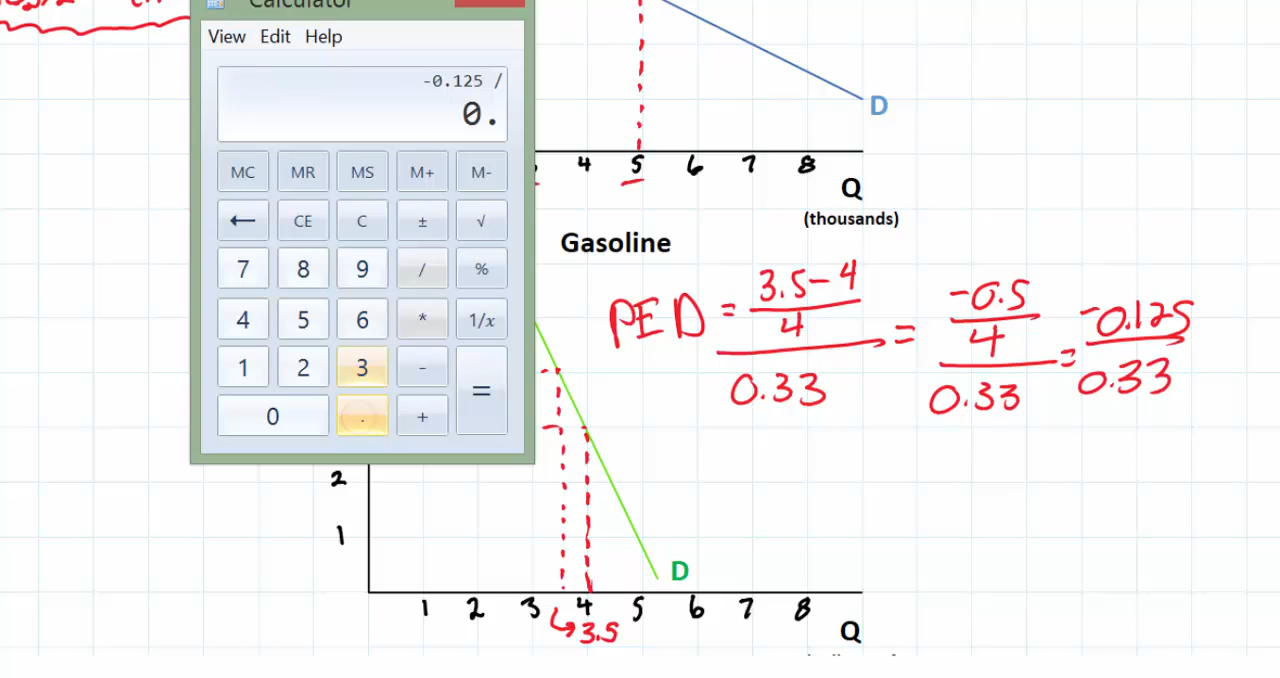 Calculator
View Edit Help
-0.125 /
0.
MC MR MS M+ M-
← CE C ± √
7 8 9 / %
4 5 6 * 1/x
1 2 3 - =
0 . +
D
4 5 6 7 8
Q
(thousands)
Gasoline
PED = 3.5-4 / 4 / 0.33 = -0.5 / 4 / 0.33 = -0.125 / 0.33
2
1
D
1 2 3 4 5 6 7 8
3.5
Q